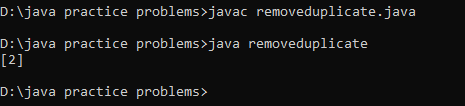 D:\java practice problems>javac removeduplicate.java
D:\java practice problems>java removeduplicate
[2]
D:\java practice problems>